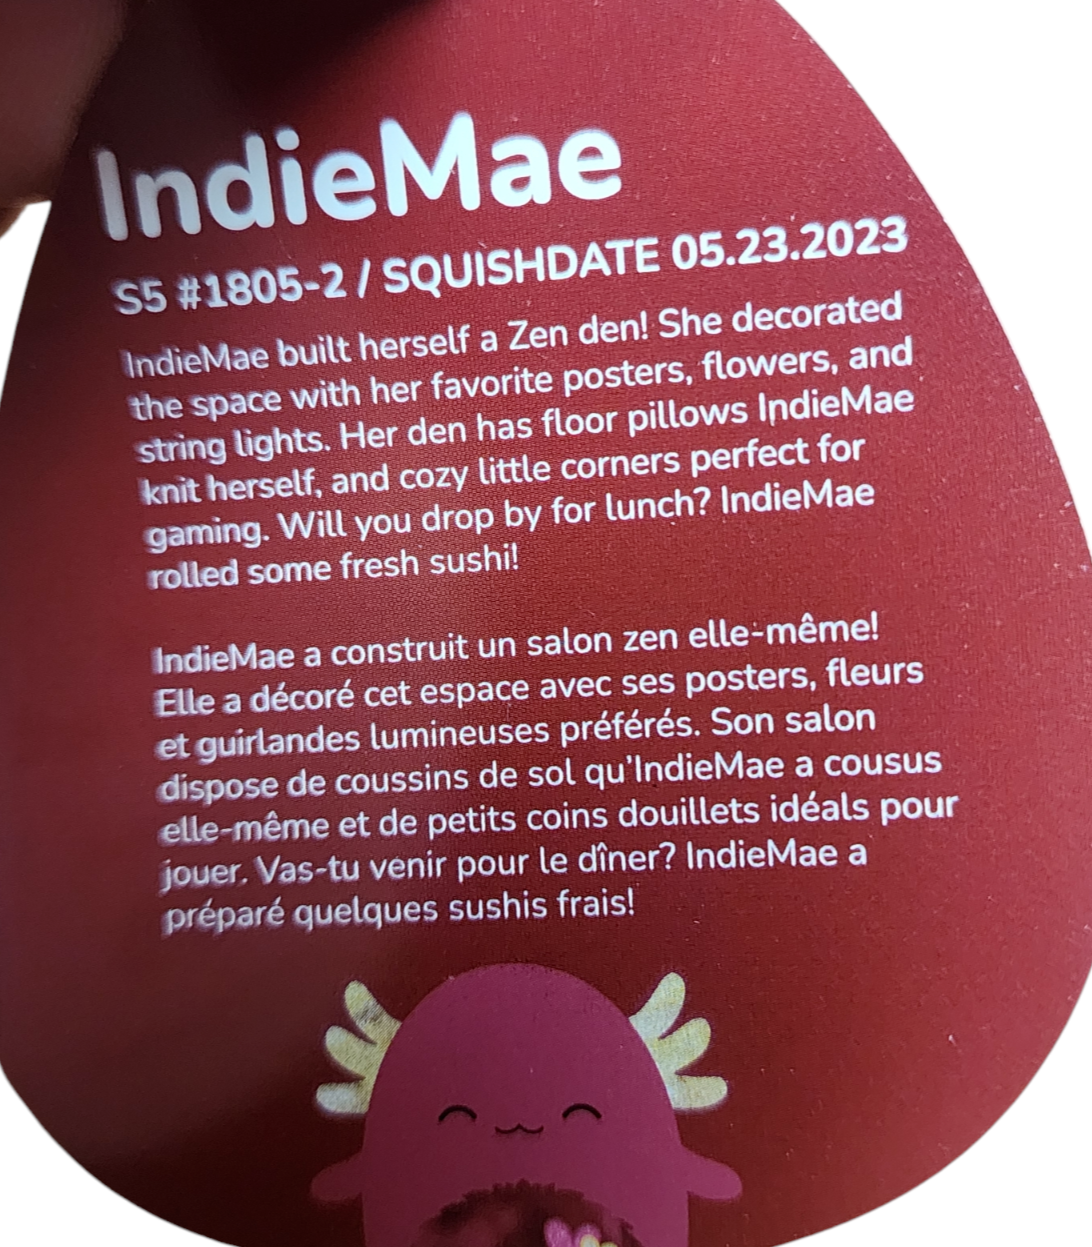 IndieMae
S5 #1805-2 / SQUISHDATE 05.23.2023
IndieMae built herself a Zen den! She decorated
the space with her favorite posters, flowers, and
string lights. Her den has floor pillows IndieMae
knit herself, and cozy little corners perfect for
gaming. Will you drop by for lunch? IndieMae
rolled some fresh sushi!
IndieMae a construit un salon zen elle-même!
Elle a décoré cet espace avec ses posters, fleurs
et guirlandes lumineuses préférés. Son salon
dispose de coussins de sol qu'IndieMae a cousus
elle-même et de petits coins douillets idéals pour
jouer. Vas-tu venir pour le dîner? IndieMae a
préparé quelques sushis frais!